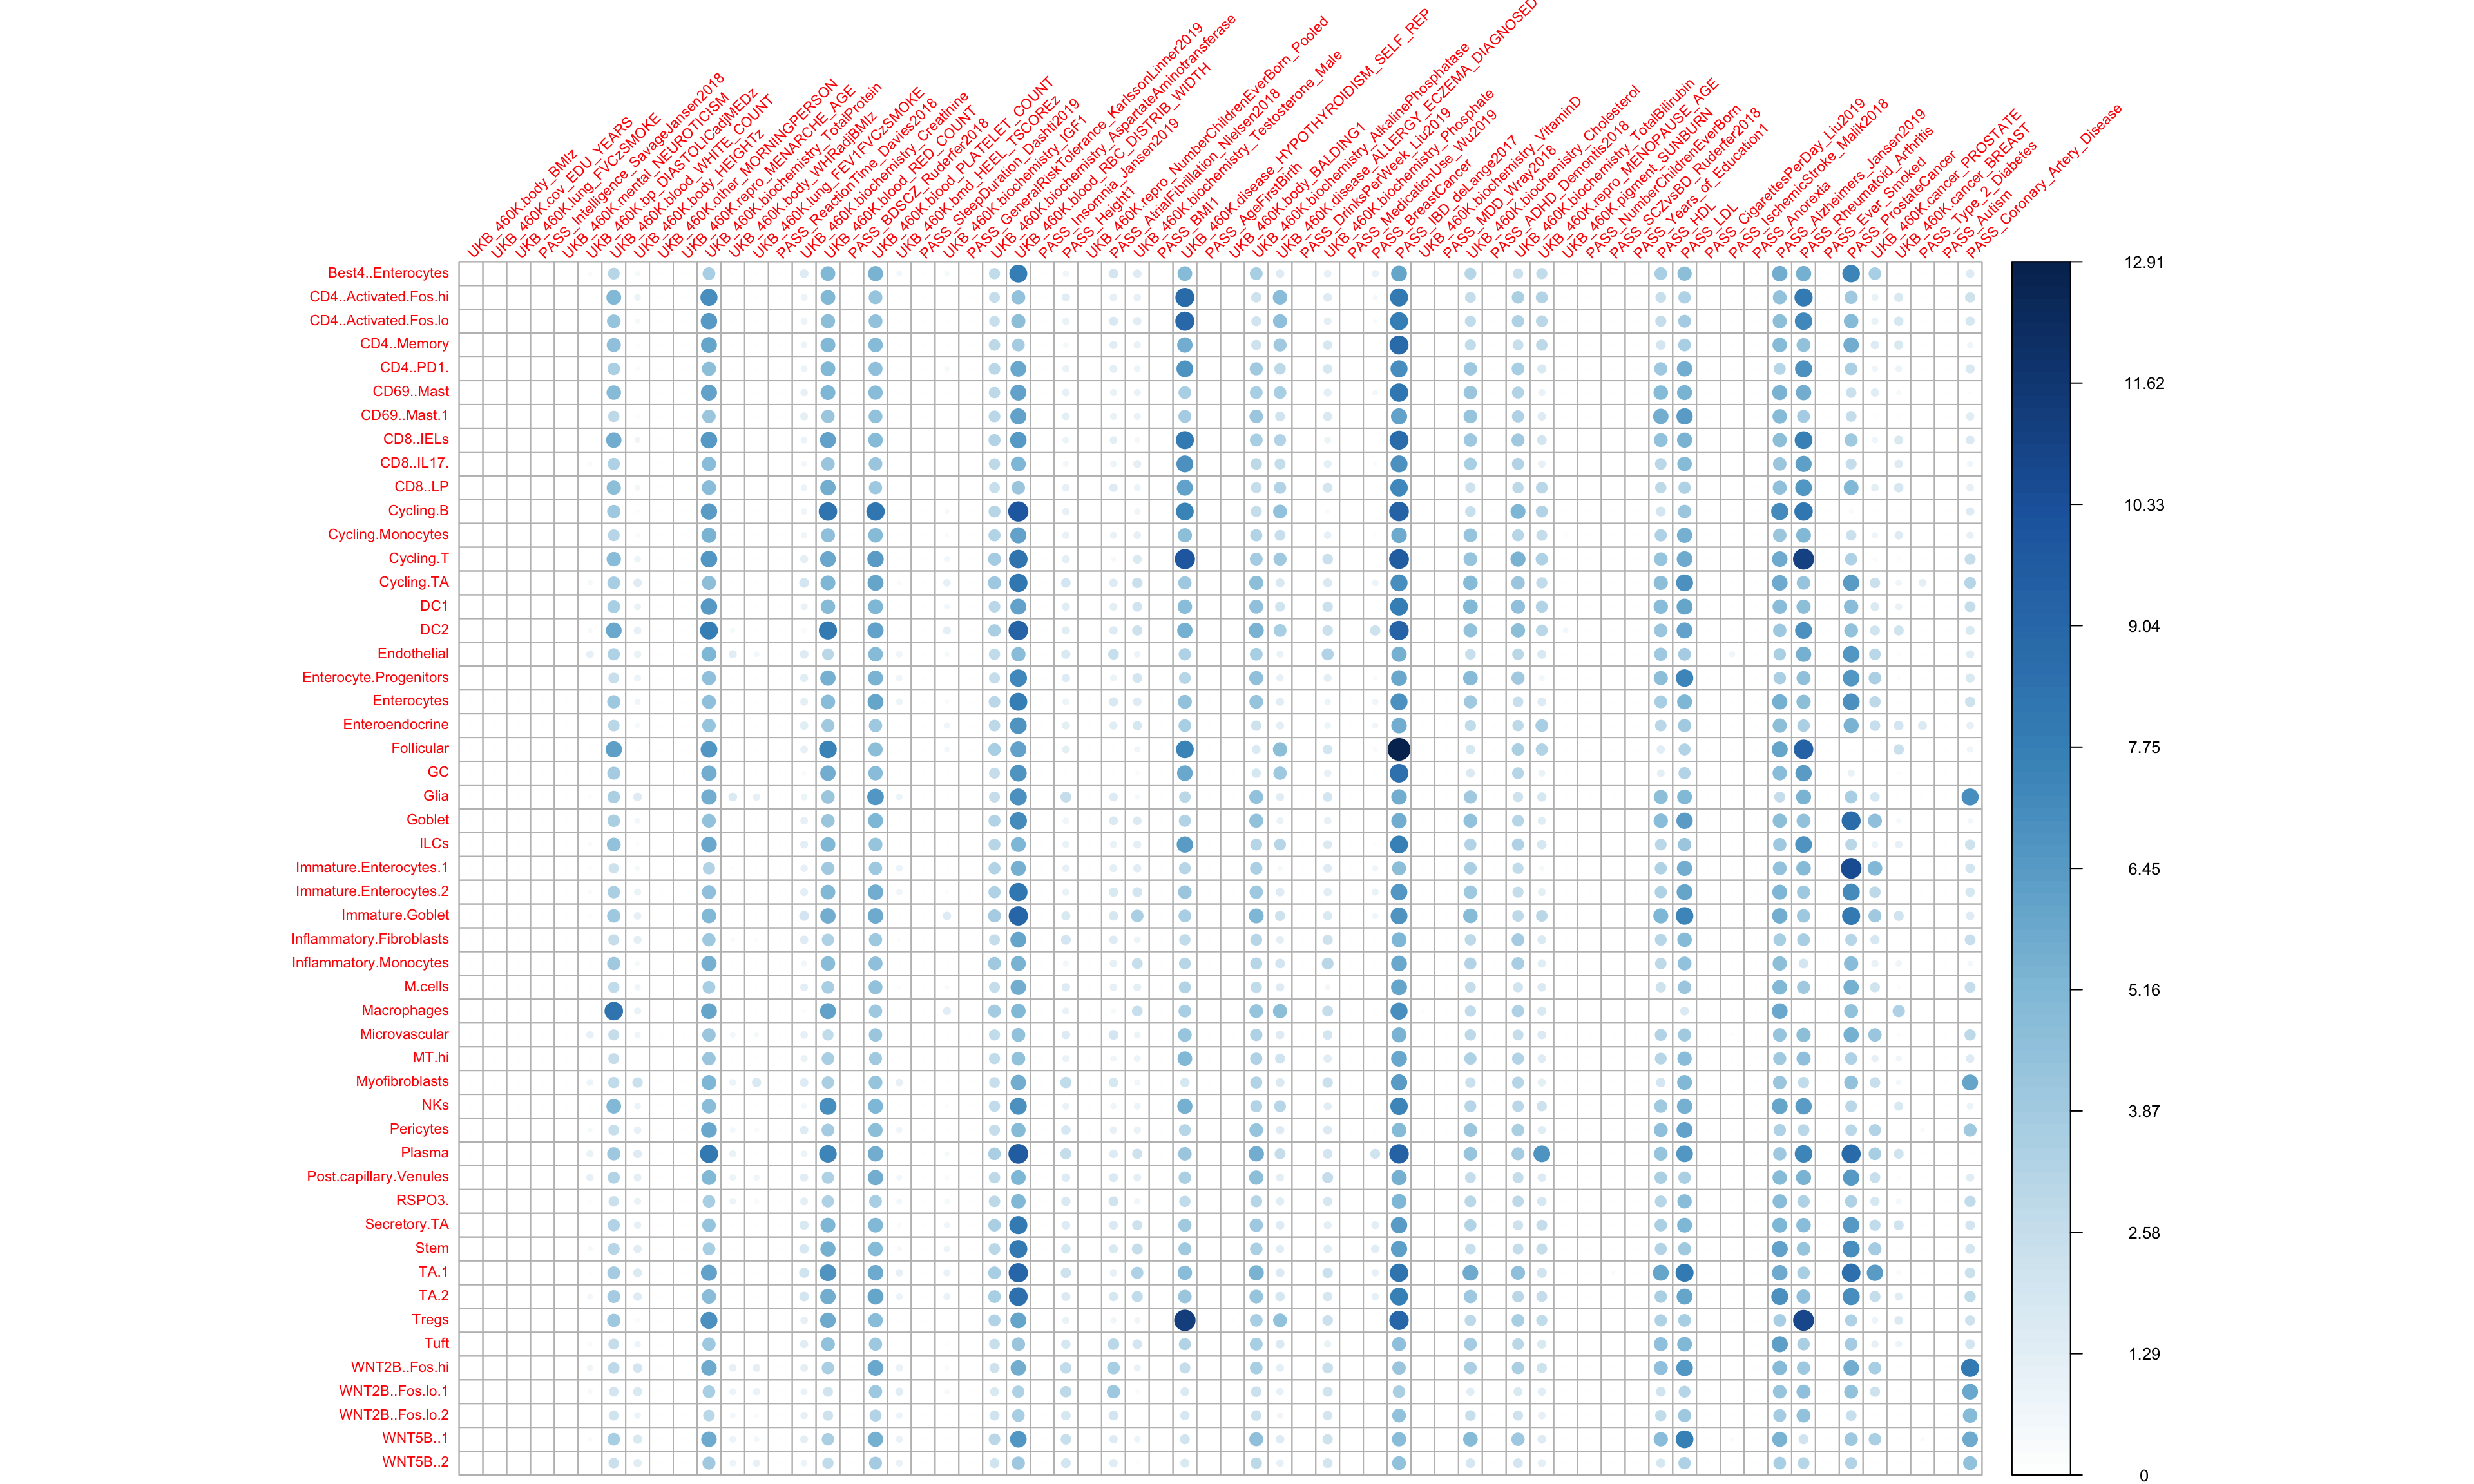 UKB_460K.body_BMIz
UKB_460K.cov_EDU_YEARS
UKB_460K.lung_FVCzSMOKE
PASS_Intelligence_SavageJansen2018
UKB_460K.mental_NEUROTICISM
UKB_460K.bp_DIASTOLICadjMEDz
UKB_460K.blood_WHITE_COUNT
UKB_460K.body_HEIGHTz
UKB_460K.other_MORNINGPERSON
UKB_460K.repro_MENARCHE_AGE
UKB_460K.biochemistry_TotalProtein
UKB_460K.body_WHRadjBMIz
UKB_460K.lung_FEV1FVCzSMOKE
PASS_ReactionTime_Davies2018
UKB_460K.biochemistry_Creatinine
UKB_460K.blood_RED_COUNT
PASS_BDSCZ_Ruderfer2018
UKB_460K.blood_PLATELET_COUNT
UKB_460K.bmd_HEEL_TSCOREz
PASS_SleepDuration_Dashti2019
UKB_460K.biochemistry_IGF1
PASS_GeneralRiskTolerance_KarlssonLinner2019
UKB_460K.biochemistry_AspartateAminotransferase
UKB_460K.blood_RBC_DISTRIB_WIDTH
PASS_Insomnia_Jansen2019
PASS_Height1
UKB_460K.repro_NumberChildrenEverBorn_Pooled
PASS_AtrialFibrillation_Nielsen2018
UKB_460K.biochemistry_Testosterone_Male
PASS_BMI1
UKB_460K.disease_HYPOTHYROIDISM_SELF_REP
PASS_AgeFirstBirth
UKB_460K.body_BALDING1
UKB_460K.biochemistry_AlkalinePhosphatase
UKB_460K.disease_ALLERGY_ECZEMA_DIAGNOSED
PASS_DrinksPerWeek_Liu2019
UKB_460K.biochemistry_Phosphate
PASS_MedicationUse_Wu2019
PASS_BreastCancer
PASS_IBD_deLange2017
UKB_460K.biochemistry_VitaminD
PASS_MDD_Wray2018
UKB_460K.biochemistry_Cholesterol
PASS_ADHD_Demontis2018
UKB_460K.biochemistry_TotalBilirubin
UKB_460K.repro_MENOPAUSE_AGE
UKB_460K.pigment_SUNBURN
PASS_NumberChildrenEverBorn
PASS_SCZvsBD_Ruderfer2018
PASS_Years_of_Education1
PASS_HDL
PASS_LDL
PASS_CigarettesPerDay_Liu2019
PASS_IschemicStroke_Malik2018
PASS_Anorexia
PASS_Alzheimers_Jansen2019
PASS_Rheumatoid_Arthritis
PASS_Ever_Smoked
PASS_ProstateCancer
UKB_460K.cancer_PROSTATE
UKB_460K.cancer_BREAST
PASS_Type_2_Diabetes
PASS_Autism
PASS_Coronary_Artery_Disease
Best4..Enterocytes
CD4..Activated.Fos.hi
CD4..Activated.Fos.lo
CD4..Memory
CD4..PD1.
CD69..Mast
CD69..Mast.1
CD8..IELs
CD8..IL17.
CD8..LP
Cycling.B
Cycling.Monocytes
Cycling.T
Cycling.TA
DC1
DC2
Endothelial
Enterocyte.Progenitors
Enterocytes
Enteroendocrine
Follicular
GC
Glia
Goblet
ILCs
Immature.Enterocytes.1
Immature.Enterocytes.2
Immature.Goblet
Inflammatory.Fibroblasts
Inflammatory.Monocytes
M.cells
Macrophages
Microvascular
MT.hi
Myofibroblasts
NKs
Pericytes
Plasma
Post.capillary.Venules
RSPO3.
Secretory.TA
Stem
TA.1
TA.2
Tregs
Tuft
WNT2B..Fos.hi
WNT2B..Fos.lo.1
WNT2B..Fos.lo.2
WNT5B..1
WNT5B..2
12.91
11.62
10.33
9.04
7.75
6.45
5.16
3.87
2.58
1.29
0